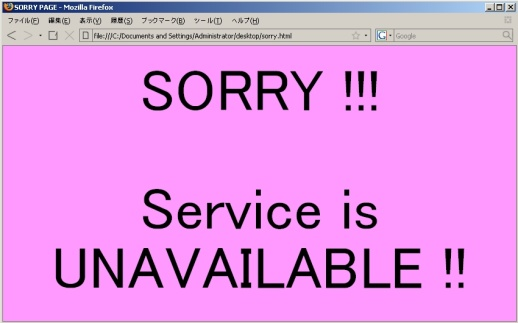 SORRY PAGE - Mozilla Firefox
ファイル(F) 編集(E) 表示(V) 履歴(S) ブックマーク(B) ツール(T) ヘルプ(H)
file:///C:/Documents and Settings/Administrator/desktop/sorry.html G Google
SORRY !!!
Service is
UNAVAILABLE !!